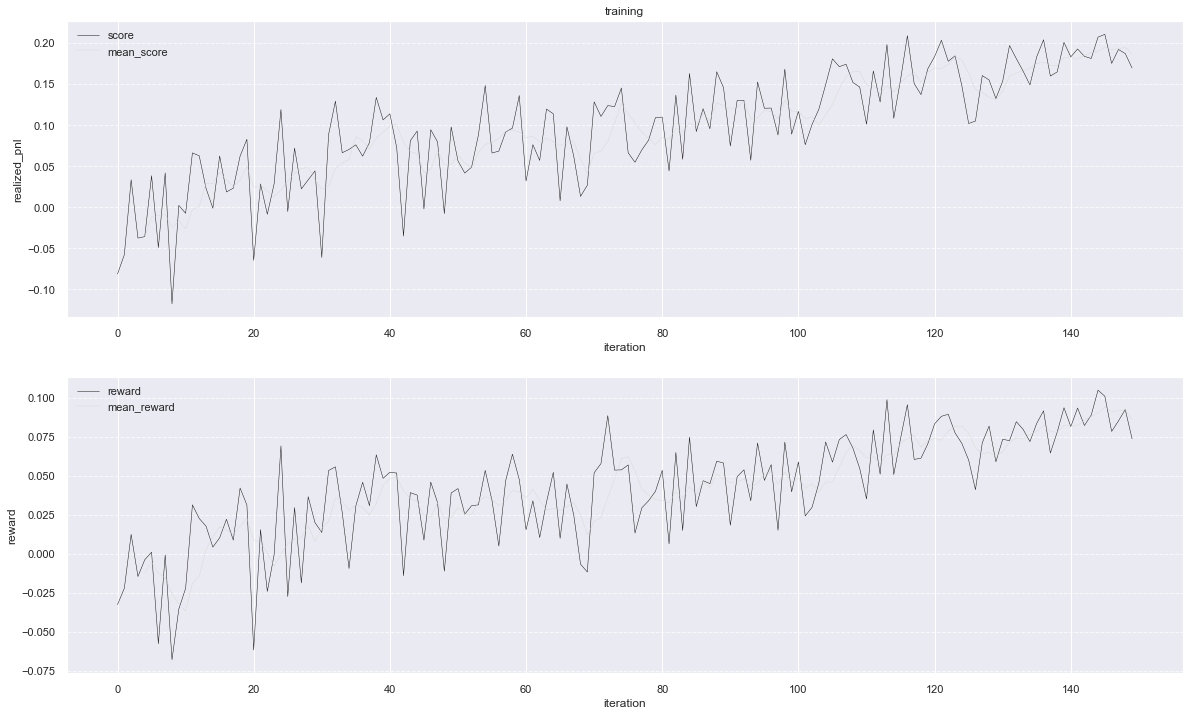 training
score
mean_score
0.20
0.15
0.10
0.05
0.00
−0.05
−0.10
realized_pnl
0 20 40 60 80 100 120 140
iteration
reward
mean_reward
0.100
0.075
0.050
0.025
0.000
−0.025
−0.050
−0.075
reward
0 20 40 60 80 100 120 140
iteration